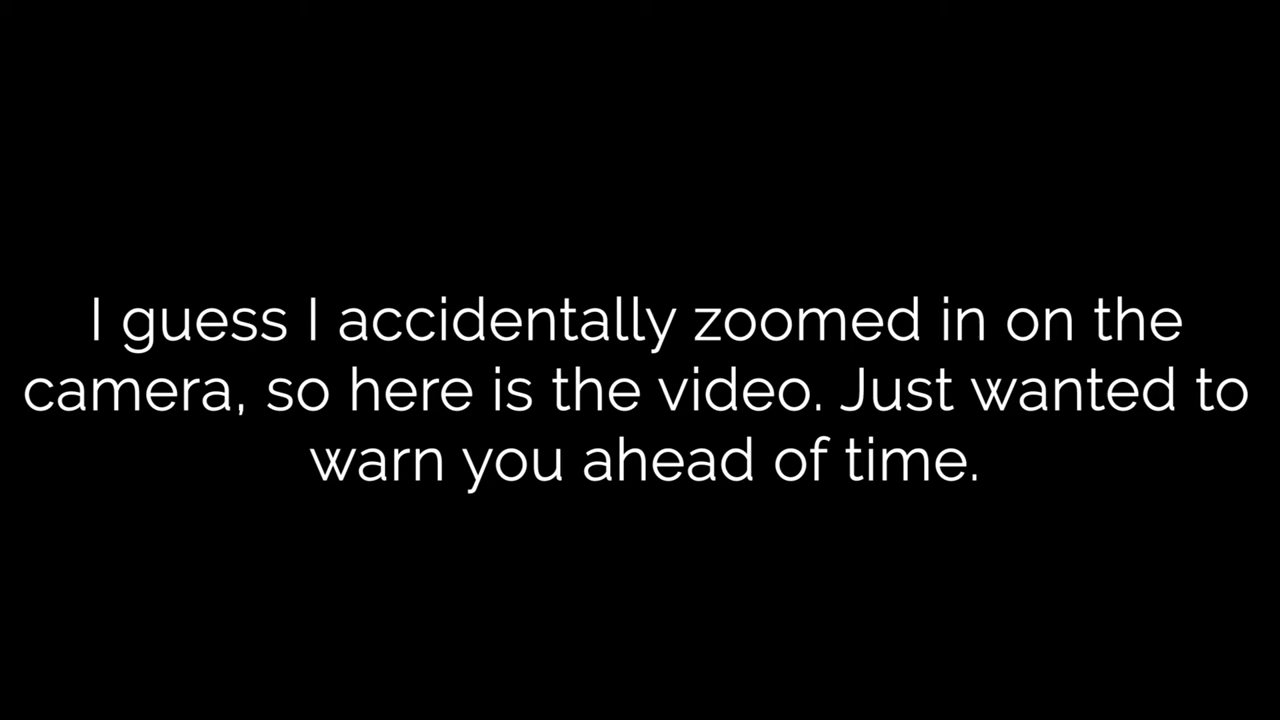 I guess I accidentally zoomed in on the
camera, so here is the video. Just wanted to
warn you ahead of time.